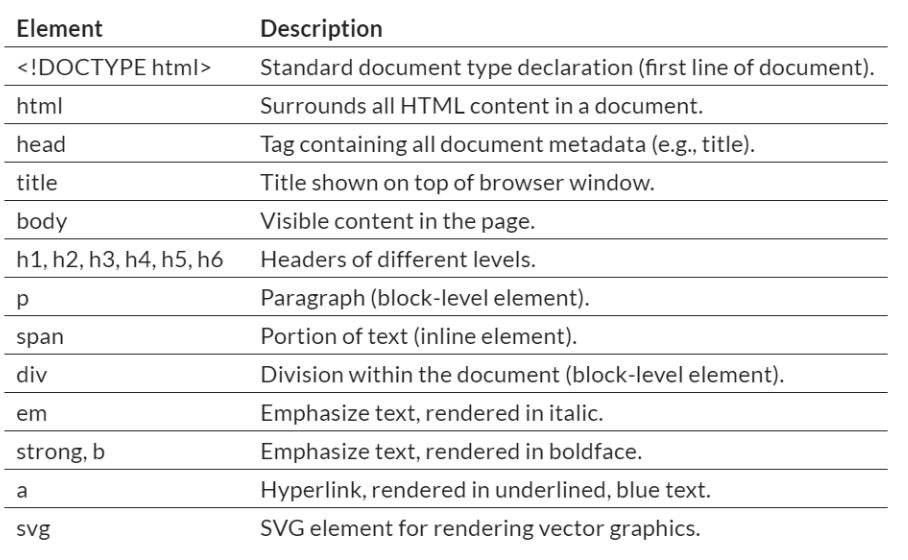 Element Description
<!DOCTYPE html> Standard document type declaration (first line of document).
html Surrounds all HTML content in a document.
head Tag containing all document metadata (e.g., title).
title Title shown on top of browser window.
body Visible content in the page.
h1, h2, h3, h4, h5, h6 Headers of different levels.
p Paragraph (block-level element).
span Portion of text (inline element).
div Division within the document (block-level element).
em Emphasize text, rendered in italic.
strong, b Emphasize text, rendered in boldface.
a Hyperlink, rendered in underlined, blue text.
svg SVG element for rendering vector graphics.